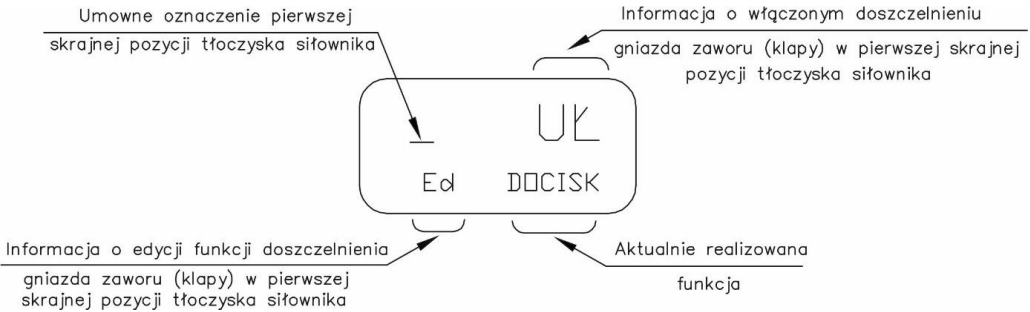 Umowne oznaczenie pierwszej
skrajnej pozycji tłoczyska siłownika
Informacja o włączonym doszczelnieniu
gniazda zaworu (klapy) w pierwszej skrajnej
pozycji tłoczyska siłownika
_ UŁ
Ed DOCISK
Informacja o edycji funkcji doszczelnienia
gniazda zaworu (klapy) w pierwszej
skrajnej pozycji tłoczyska siłownika
Aktualnie realizowana
funkcja